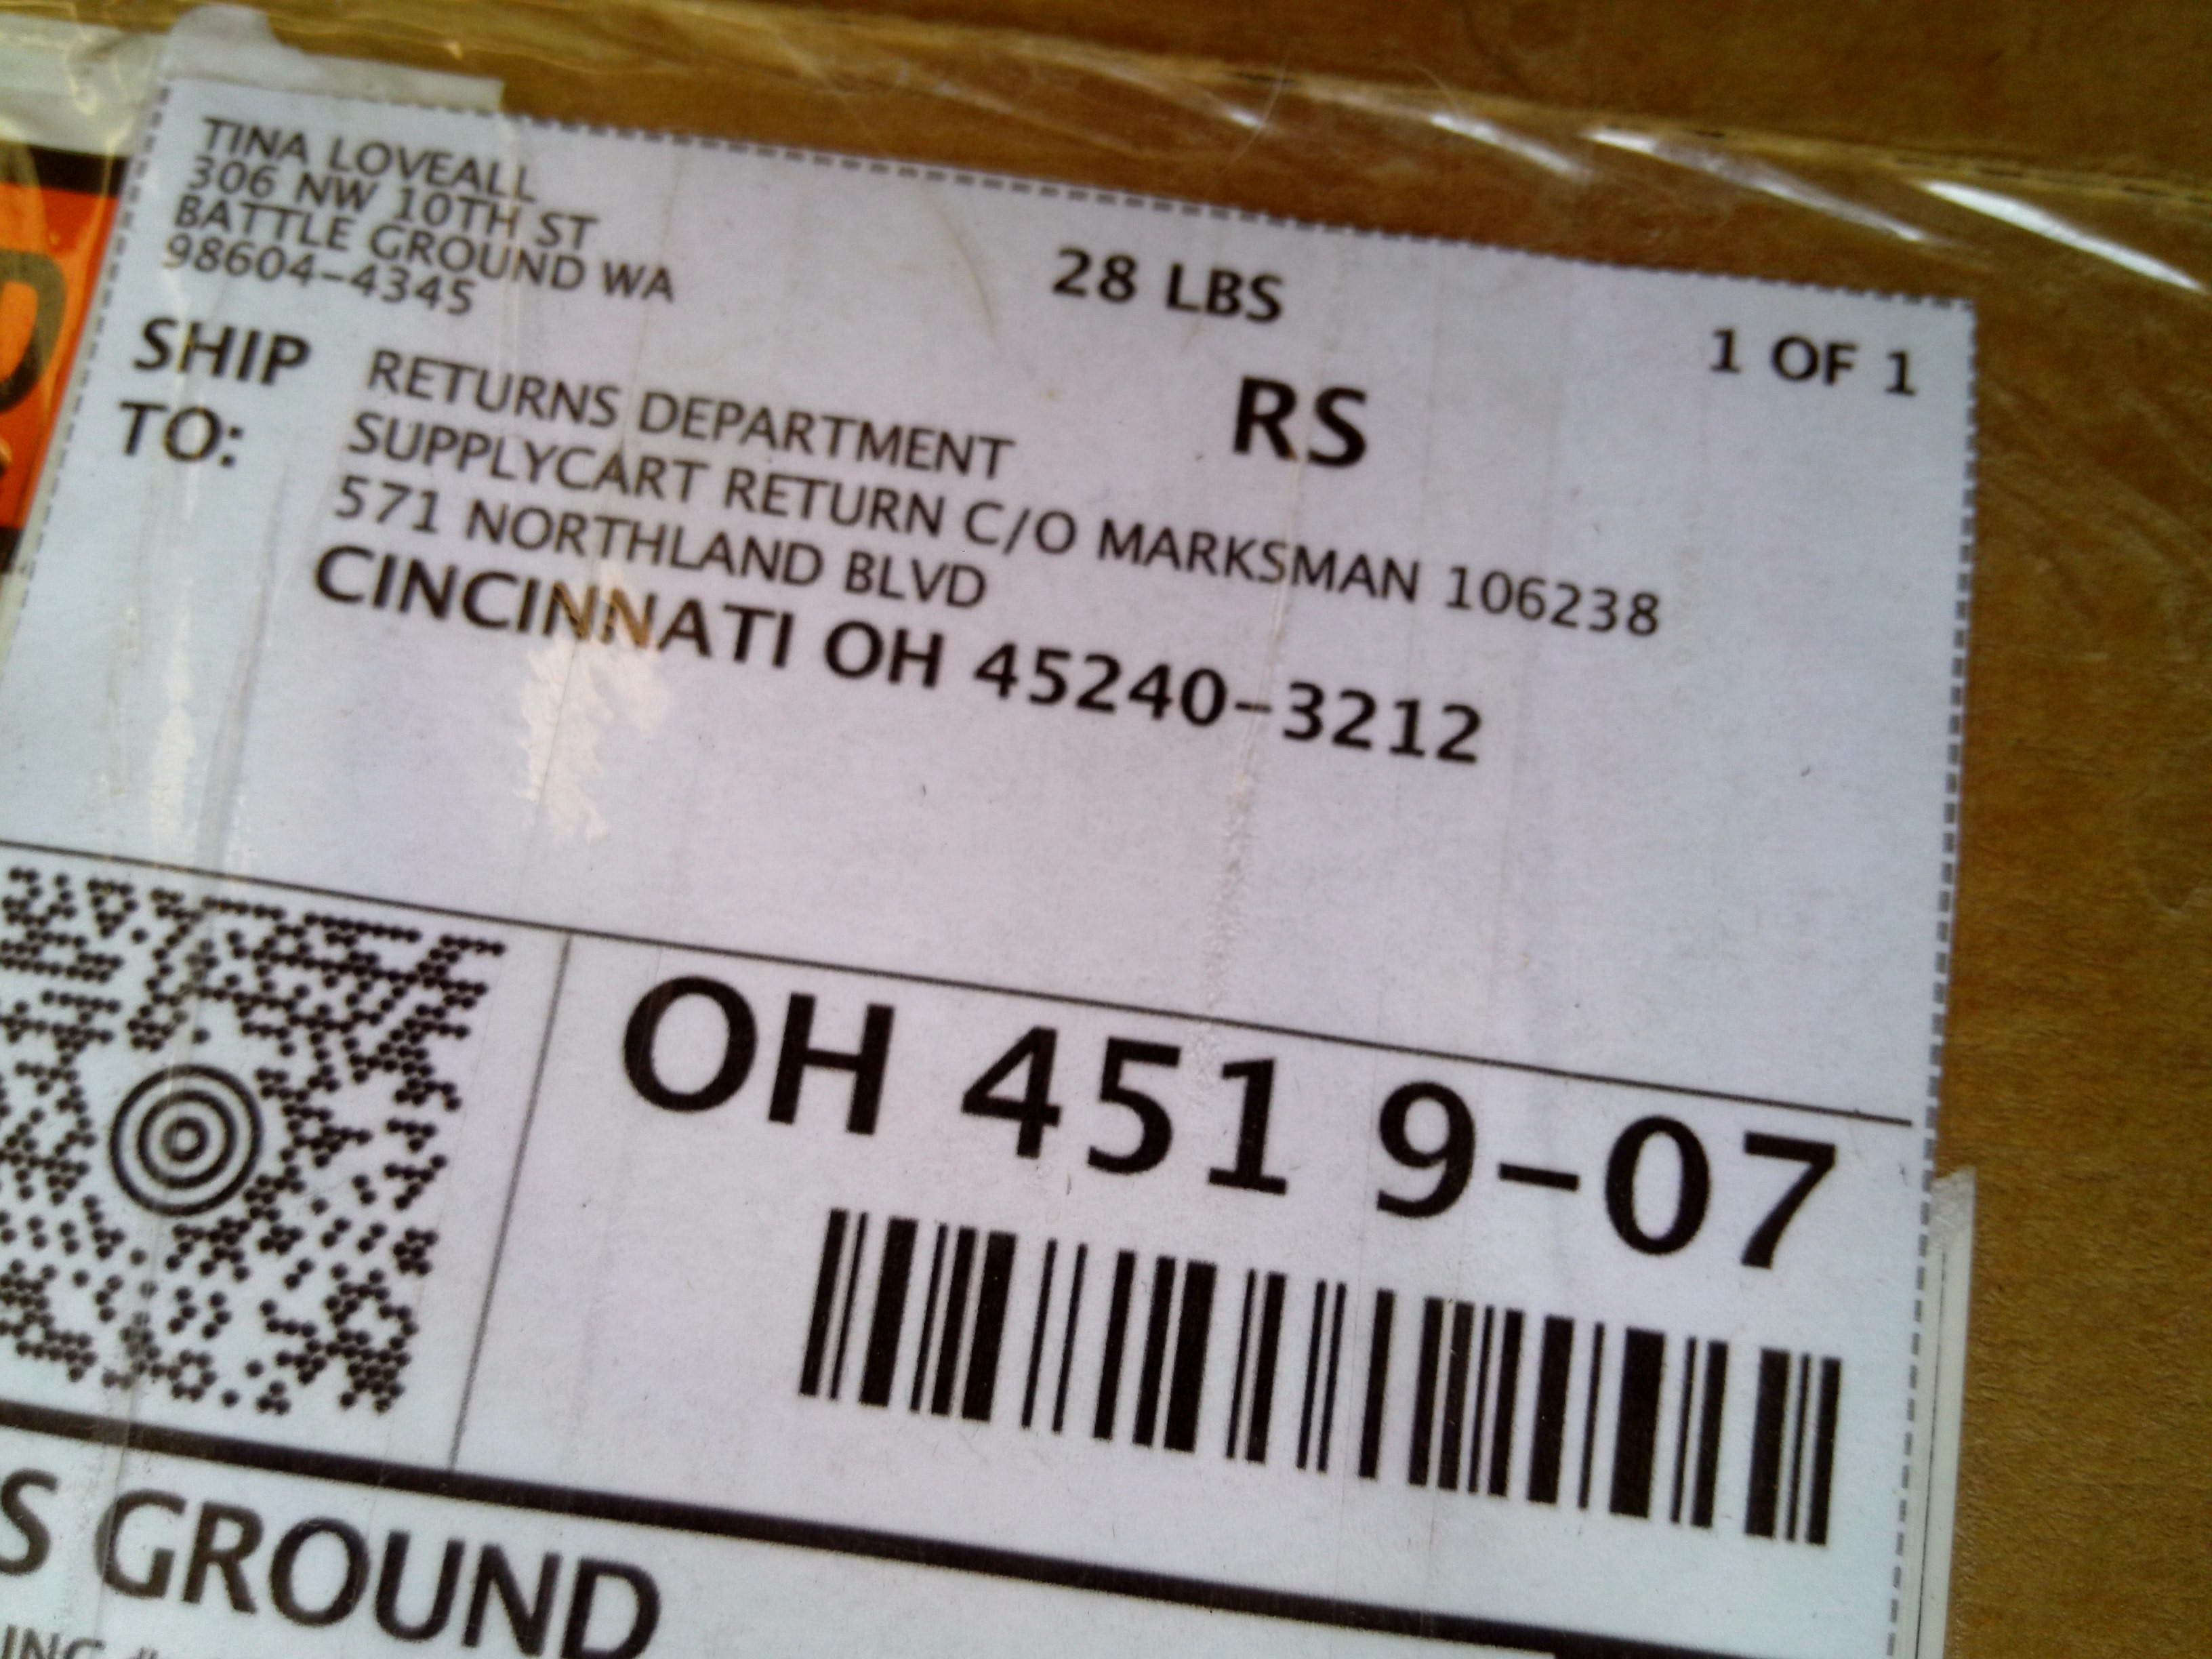 TINA LOVEALL
306 NW 10TH ST
BATTLE GROUND WA
98604-4345
28 LBS
1 OF 1
RS
SHIP TO:
RETURNS DEPARTMENT
SUPPLYCART RETURN C/O MARKSMAN 106238
571 NORTHLAND BLVD
CINCINNATI OH 45240-3212
OH 451 9-07
S GROUND